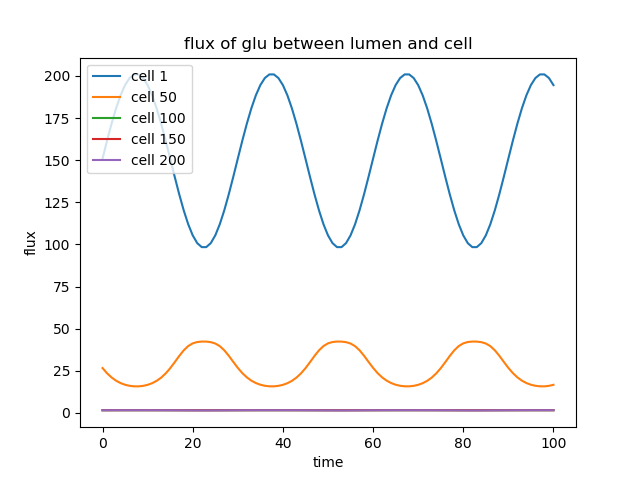 flux of glu between lumen and cell
cell 1
cell 50
cell 100
cell 150
cell 200
200
175
150
125
100
75
50
25
0
flux
0 20 40 60 80 100
time